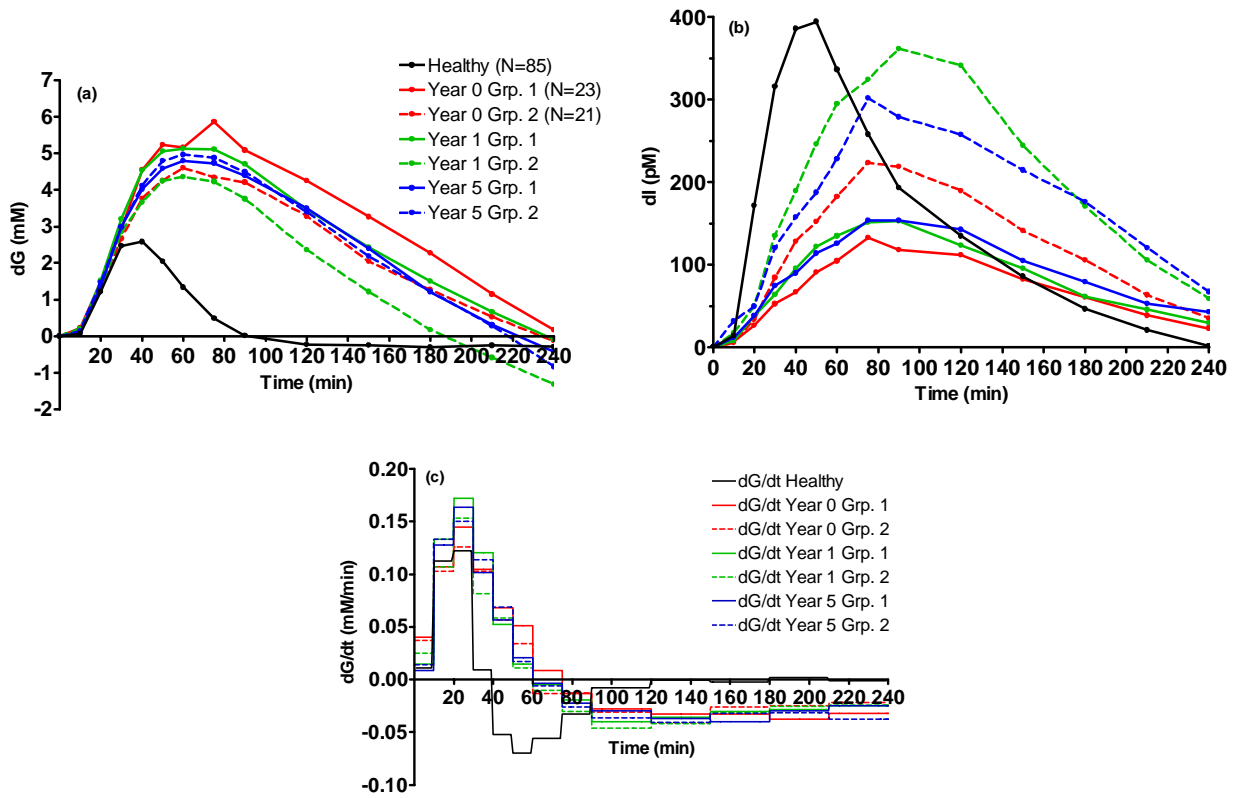 (a)
dG (mM)
7
6
5
4
3
2
1
0
-1
-2
20 40 60 80 100 120 140 160 180 200 220 240
Time (min)
Healthy (N=85)
Year 0 Grp. 1 (N=23)
Year 0 Grp. 2 (N=21)
Year 1 Grp. 1
Year 1 Grp. 2
Year 5 Grp. 1
Year 5 Grp. 2
(b)
dI (pM)
400
300
200
100
0
0 20 40 60 80 100 120 140 160 180 200 220 240
Time (min)
(c)
dG/dt (mM/min)
0.20
0.15
0.10
0.05
0.00
-0.05
-0.10
20 40 60 80 100 120 140 160 180 200 220 240
Time (min)
dG/dt Healthy
dG/dt Year 0 Grp. 1
dG/dt Year 0 Grp. 2
dG/dt Year 1 Grp. 1
dG/dt Year 1 Grp. 2
dG/dt Year 5 Grp. 1
dG/dt Year 5 Grp. 2